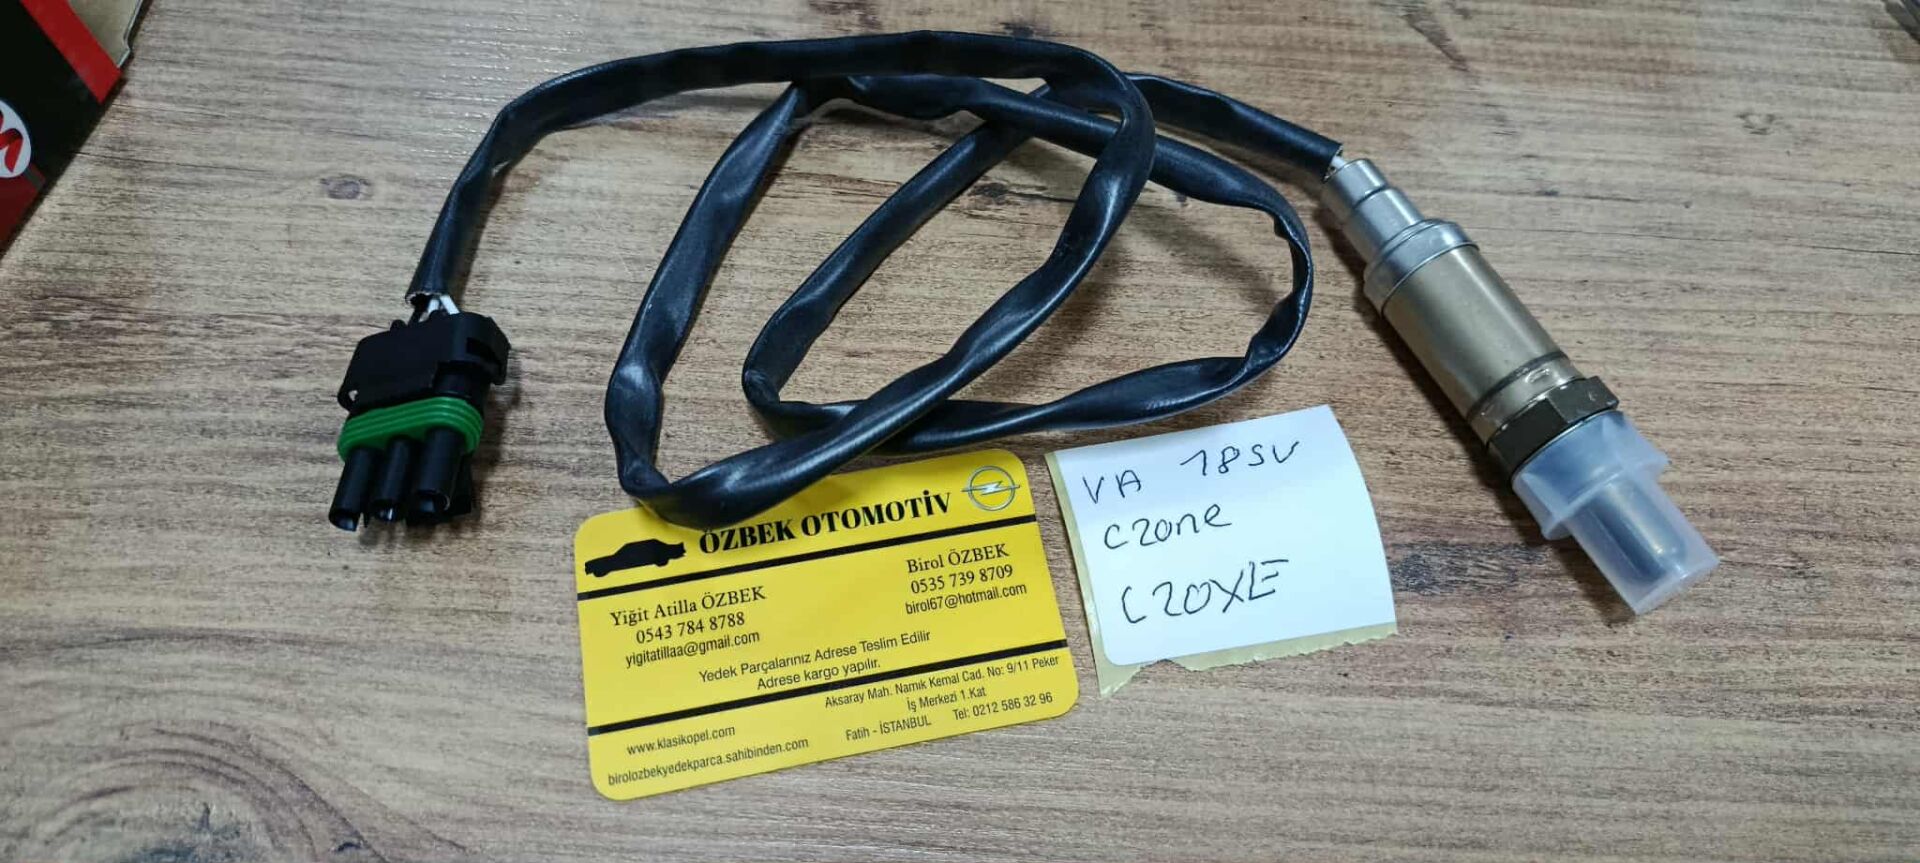 ÖZBEK OTOMOTİV
Yiğit Atilla ÖZBEK
0543 784 8788
yigitatillaa@gmail.com
Birol ÖZBEK
0535 739 8709
birol67@hotmail.com
Yedek Parçalarınız Adrese Teslim Edilir
Adrese kargo yapılır.
www.klasikopel.com
birolozbekyedekparca.sahibinden.com
Aksaray Mah. Namık Kemal Cad. No: 9/11 Peker
İş Merkezi 1.Kat
Fatih - İSTANBUL Tel: 0212 586 32 96
VA 18SV
C20ne
C20XE